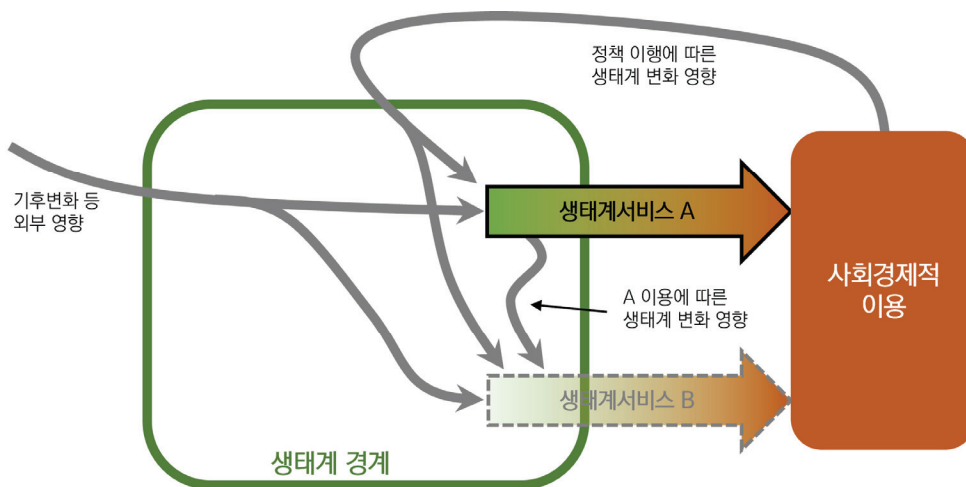 정책 이행에 따른
생태계 변화 영향
기후변화 등
외부 영향
생태계서비스 A
사회경제적
이용
A 이용에 따른
생태계 변화 영향
생태계서비스 B
생태계 경계